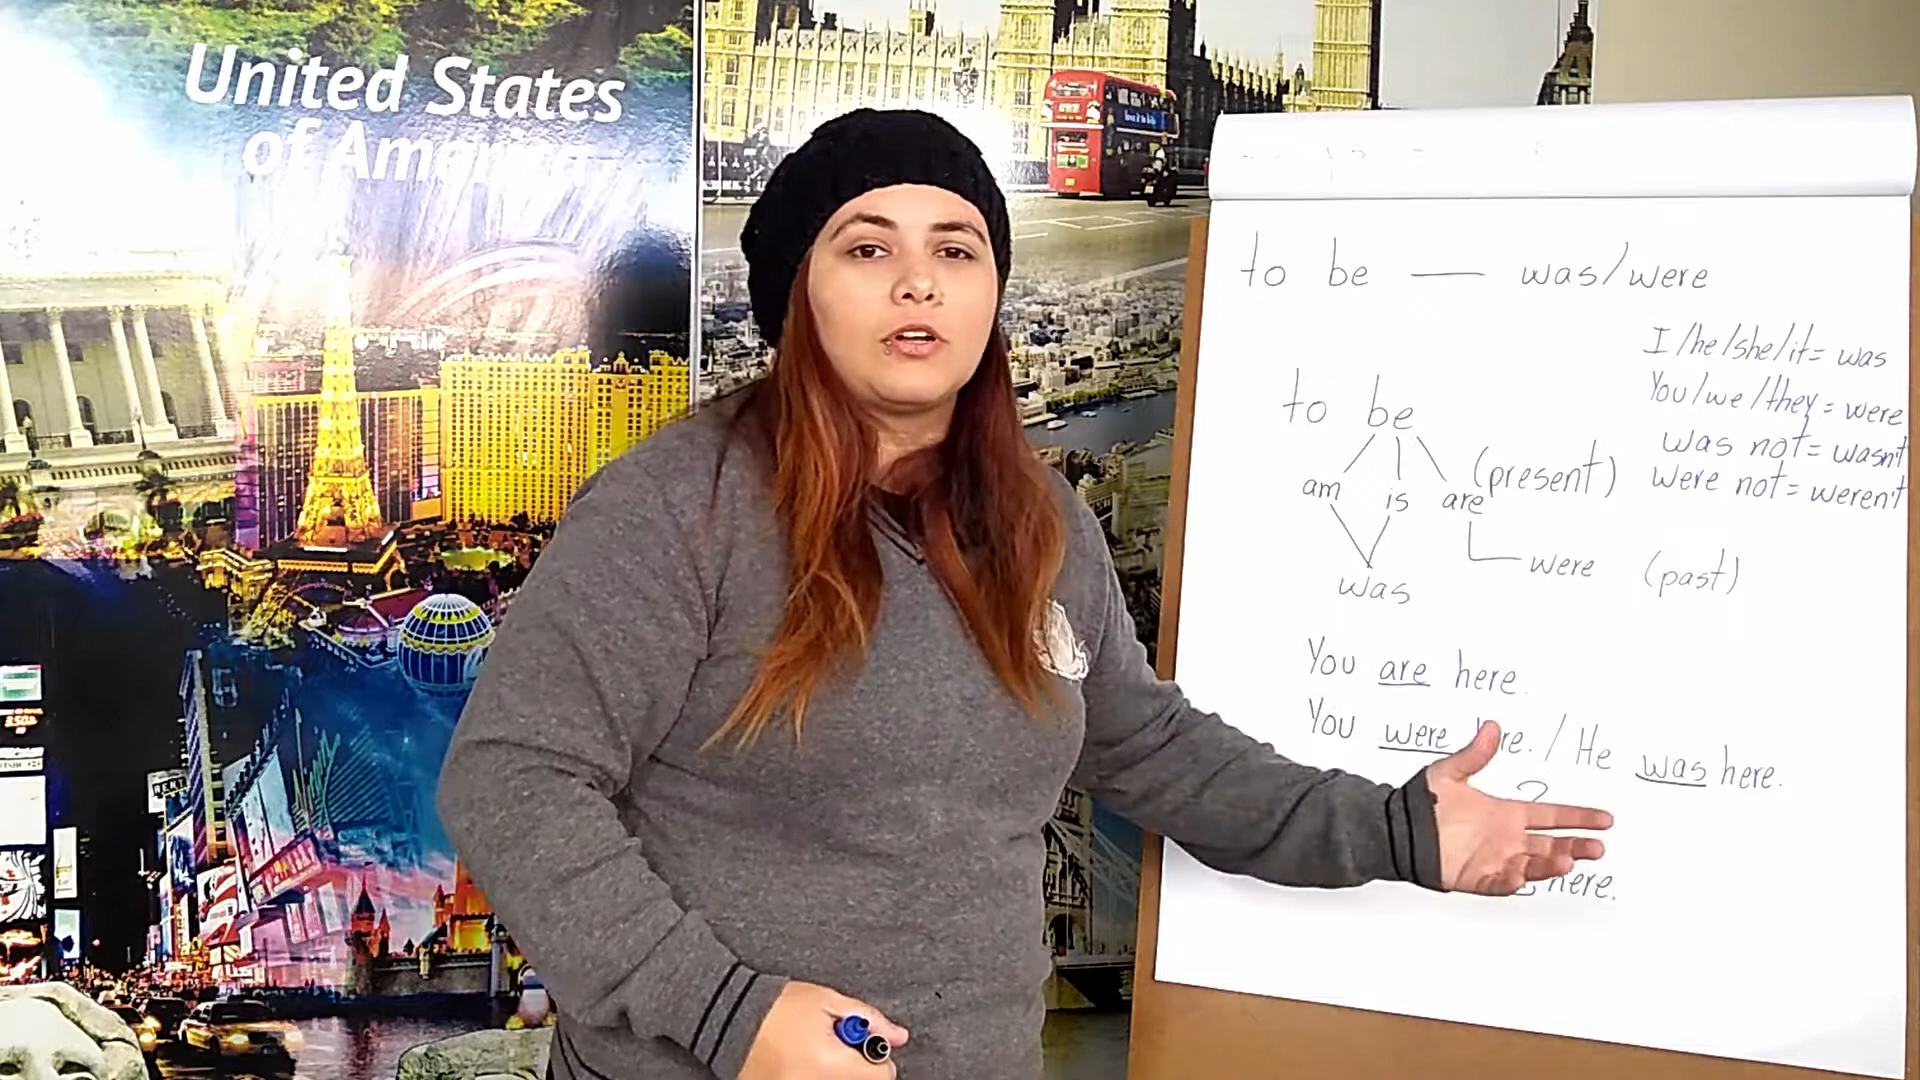 United States
of America
to be — was/were
I/he/she/it = was
You/we/they = were
was not = wasn't
were not = weren't
to be
am is are (present)
was were (past)
You are here.
You were / He was here.
?
here.